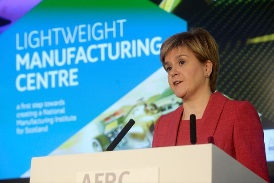 LIGHTWEIGHT
MANUFACTURING
CENTRE
a first step towards
creating a National
Manufacturing Institute
for Scotland
AFRC